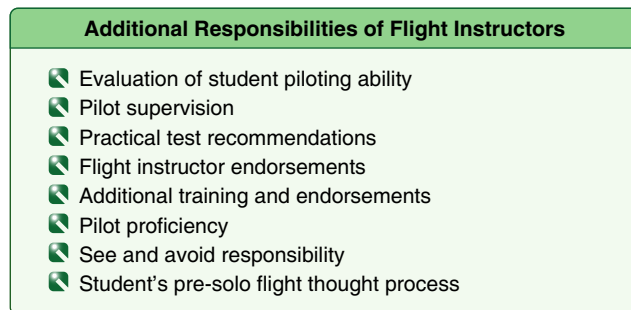 Additional Responsibilities of Flight Instructors
Evaluation of student piloting ability
Pilot supervision
Practical test recommendations
Flight instructor endorsements
Additional training and endorsements
Pilot proficiency
See and avoid responsibility
Student’s pre-solo flight thought process